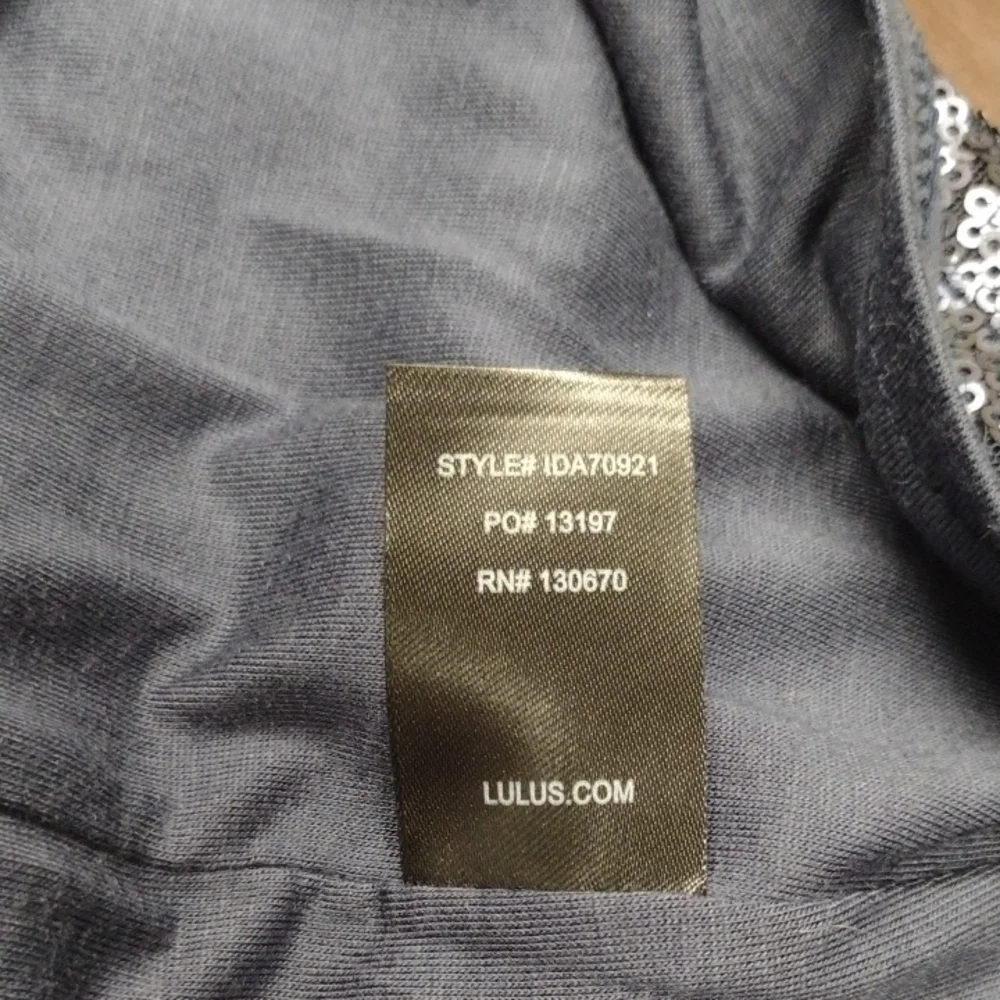 STYLE# IDA70921
PO# 13197
RN# 130670
LULUS.COM